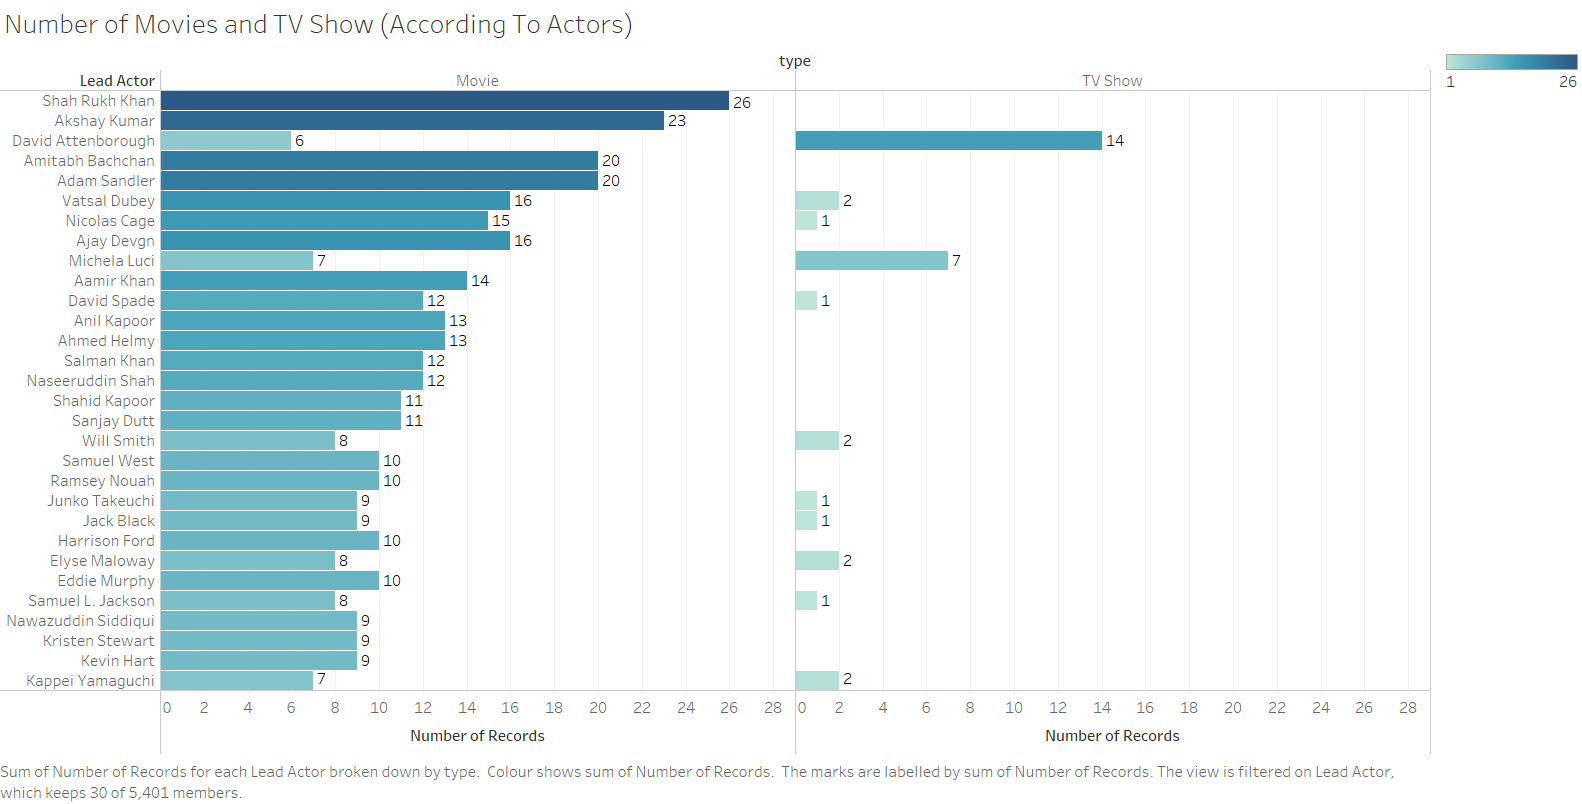 Number of Movies and TV Show (According To Actors)
type
Lead Actor Movie TV Show
1 26
Shah Rukh Khan 26
Akshay Kumar 23
David Attenborough 6 14
Amitabh Bachchan 20
Adam Sandler 20
Vatsal Dubey 16 2
Nicolas Cage 15 1
Ajay Devgn 16
Michela Luci 7 7
Aamir Khan 14
David Spade 12 1
Anil Kapoor 13
Ahmed Helmy 13
Salman Khan 12
Naseeruddin Shah 12
Shahid Kapoor 11
Sanjay Dutt 11
Will Smith 8 2
Samuel West 10
Ramsey Nouah 10
Junko Takeuchi 9 1
Jack Black 9 1
Harrison Ford 10
Elyse Maloway 8 2
Eddie Murphy 10
Samuel L. Jackson 8 1
Nawazuddin Siddiqui 9
Kristen Stewart 9
Kevin Hart 9
Kappei Yamaguchi 7 2
0 2 4 6 8 10 12 14 16 18 20 22 24 26 28 0 2 4 6 8 10 12 14 16 18 20 22 24 26 28
Number of Records Number of Records
Sum of Number of Records for each Lead Actor broken down by type. Colour shows sum of Number of Records. The marks are labelled by sum of Number of Records. The view is filtered on Lead Actor,
which keeps 30 of 5,401 members.